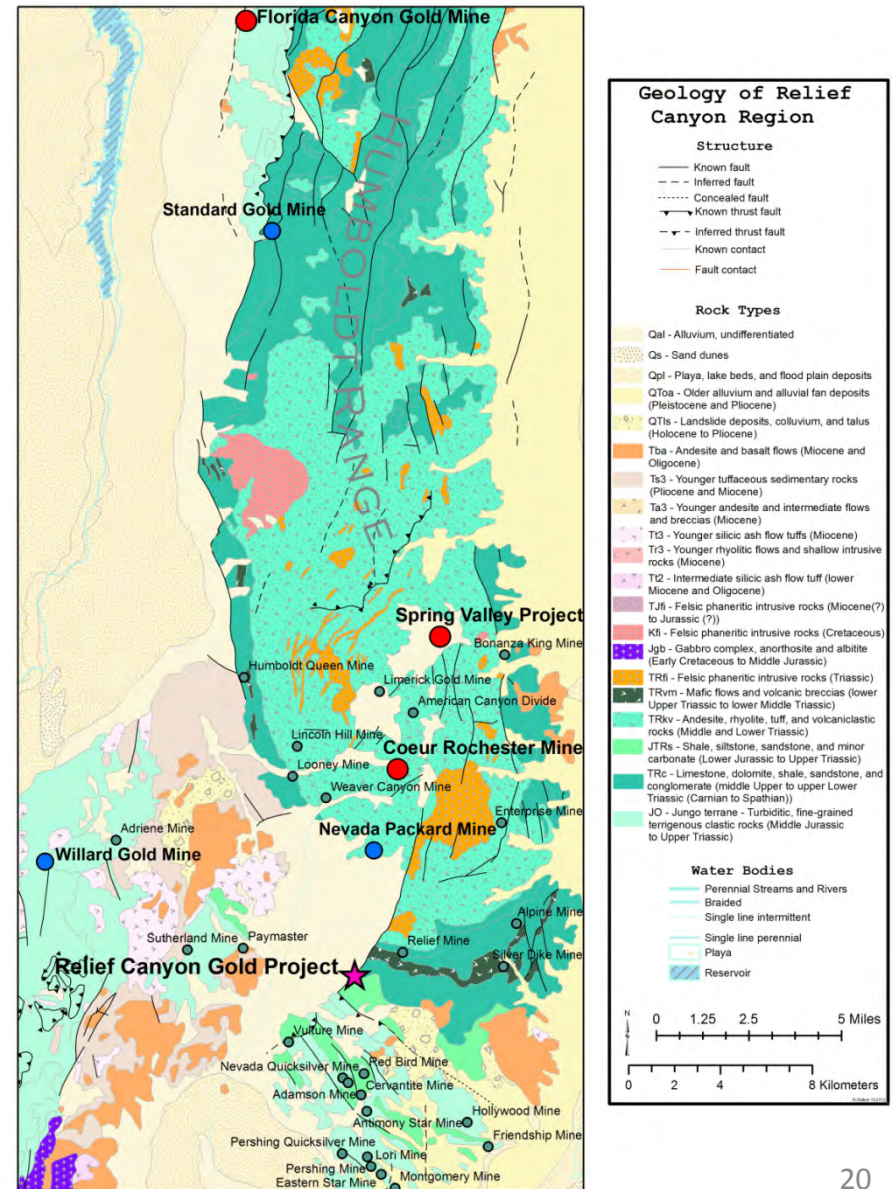 Florida Canyon Gold Mine
Standard Gold Mine
HUMBOLDT RANGE
Spring Valley Project
Bonanza King Mine
Humboldt Queen Mine
Limerick Gold Mine
American Canyon Divide
Lincoln Hill Mine
Coeur Rochester Mine
Looney Mine
Weaver Canyon Mine
Enterprise Mine
Adriene Mine
Nevada Packard Mine
Willard Gold Mine
Alpine Mine
Sutherland Mine
Paymaster
Relief Mine
Silver Dike Mine
Relief Canyon Gold Project
Vulture Mine
Nevada Quicksilver Mine
Red Bird Mine
Cervantite Mine
Adamson Mine
Antimony Star Mine
Hollywood Mine
Friendship Mine
Pershing Quicksilver Mine
Lori Mine
Pershing Mine
Eastern Star Mine
Montgomery Mine
Geology of Relief
Canyon Region
Structure
Known fault
Inferred fault
Concealed fault
Known thrust fault
Inferred thrust fault
Known contact
Fault contact
Rock Types
Qal - Alluvium, undifferentiated
Qs - Sand dunes
Qpl - Playa, lake beds, and flood plain deposits
QToa - Older alluvium and alluvial fan deposits
(Pleistocene and Pliocene)
QTls - Landslide deposits, colluvium, and talus
(Holocene to Pliocene)
Tba - Andesite and basalt flows (Miocene and
Oligocene)
Ts3 - Younger tuffaceous sedimentary rocks
(Pliocene and Miocene)
Ta3 - Younger andesite and intermediate flows
and breccias (Miocene)
Tt3 - Younger silicic ash flow tuffs (Miocene)
Tr3 - Younger rhyolitic flows and shallow intrusive
rocks (Miocene)
Tt2 - Intermediate silicic ash flow tuff (lower
Miocene and Oligocene)
TJfi - Felsic phaneritic intrusive rocks (Miocene(?)
to Jurassic (?))
Kfi - Felsic phaneritic intrusive rocks (Cretaceous)
Jgb - Gabbro complex, anorthosite and albitite
(Early Cretaceous to Middle Jurassic)
TRfi - Felsic phaneritic intrusive rocks (Triassic)
TRvm - Mafic flows and volcanic breccias (lower
Upper Triassic to lower Middle Triassic)
TRkv - Andesite, rhyolite, tuff, and volcaniclastic
rocks (Middle and Lower Triassic)
JTRs - Shale, siltstone, sandstone, and minor
carbonate (Lower Jurassic to Upper Triassic)
TRc - Limestone, dolomite, shale, sandstone, and
conglomerate (middle Upper to upper Lower
Triassic (Carnian to Spathian))
JO - Jungo terrane - Turbiditic, fine-grained
terrigenous clastic rocks (Middle Jurassic
to Upper Triassic)
Water Bodies
Perennial Streams and Rivers
Braided
Single line intermittent
Single line perennial
Playa
Reservoir
N
0 1.25 2.5 5 Miles
0 2 4 8 Kilometers
20